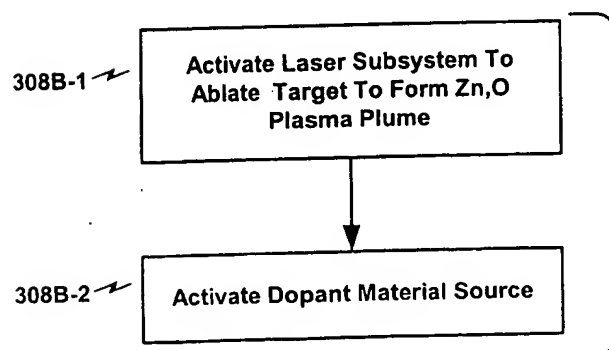 308B-1
Activate Laser Subsystem To
Ablate Target To Form Zn,O
Plasma Plume
308B-2
Activate Dopant Material Source